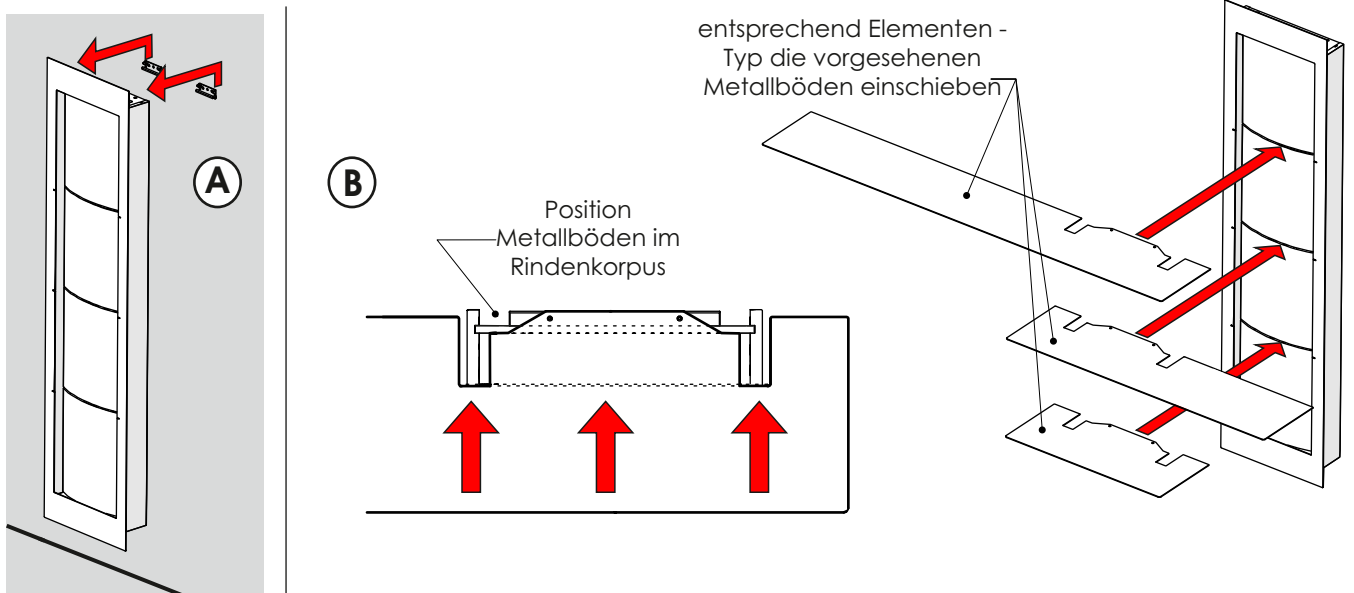 A
B
Position
Metallböden im
Rindenkorpus
entsprechend Elementen -
Typ die vorgesehenen
Metallböden einschieben